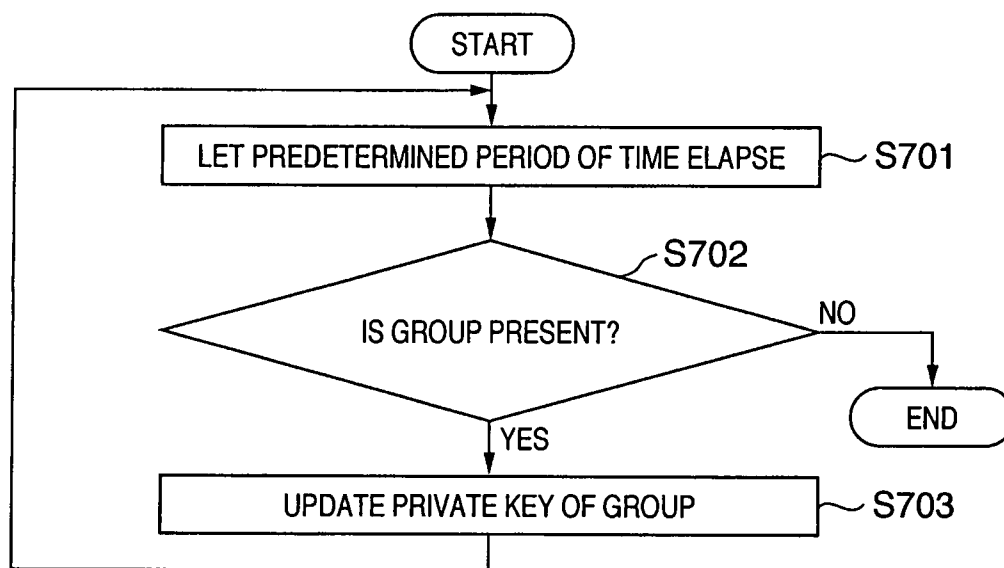 START
LET PREDETERMINED PERIOD OF TIME ELAPSE
S701
S702
IS GROUP PRESENT?
NO
END
YES
UPDATE PRIVATE KEY OF GROUP
S703